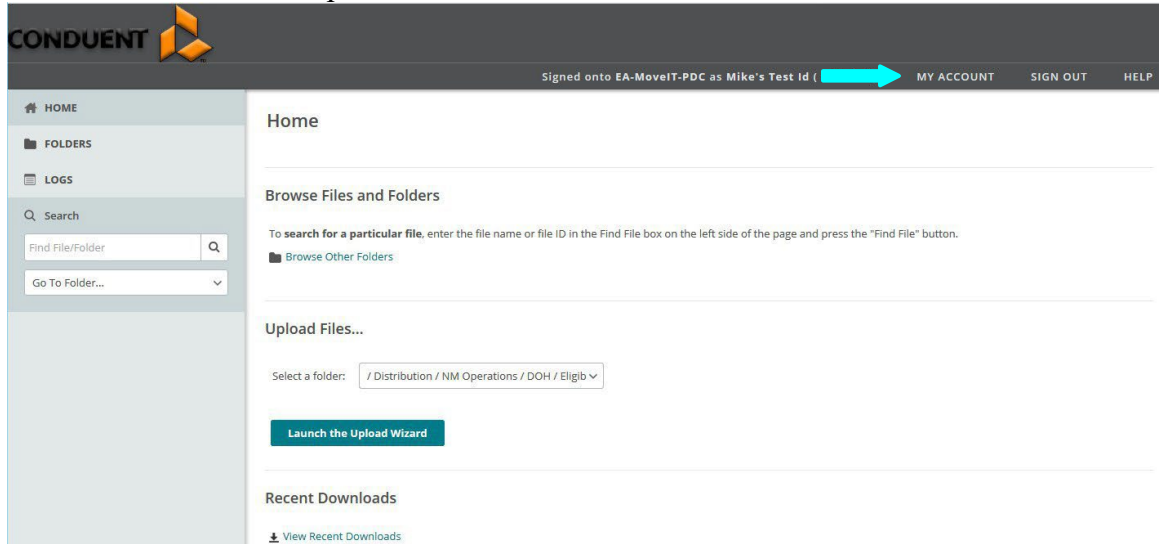 CONDUENT
Signed onto EA-MoveIT-PDC as Mike's Test Id ( MY ACCOUNT SIGN OUT HELP
HOME
FOLDERS
LOGS
Search
Find File/Folder
Go To Folder...
Home
Browse Files and Folders
To search for a particular file, enter the file name or file ID in the Find File box on the left side of the page and press the "Find File" button.
Browse Other Folders
Upload Files...
Select a folder: / Distribution / NM Operations / DOH / Eligib
Launch the Upload Wizard
Recent Downloads
View Recent Downloads